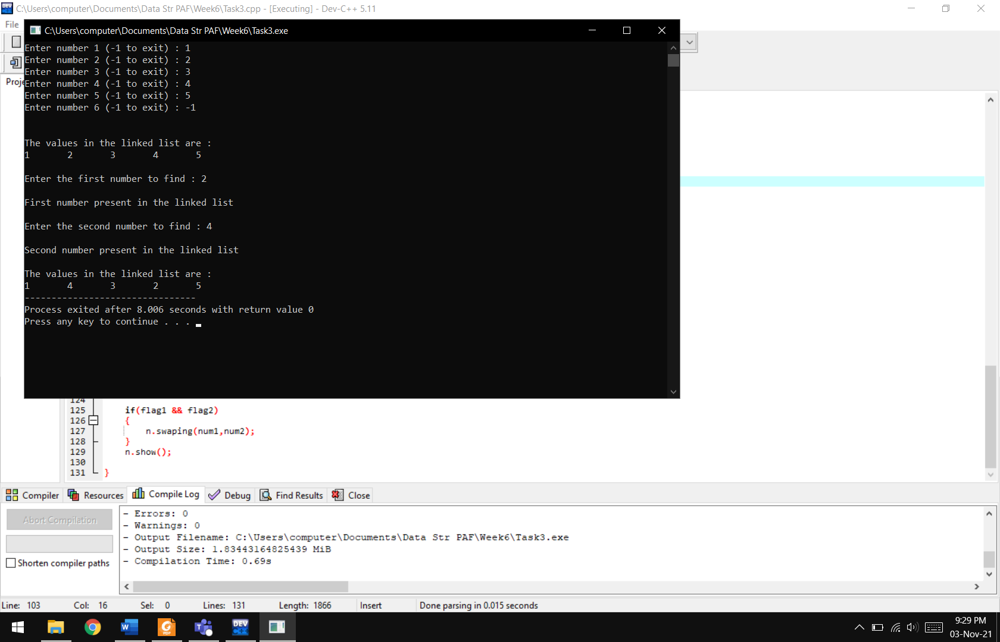 C:\Users\computer\Documents\Data Str PAF\Week6\Task3.cpp - [Executing] - Dev-C++ 5.11
File
C:\Users\computer\Documents\Data Str PAF\Week6\Task3.exe
Enter number 1 (-1 to exit) : 1
Enter number 2 (-1 to exit) : 2
Enter number 3 (-1 to exit) : 3
Enter number 4 (-1 to exit) : 4
Enter number 5 (-1 to exit) : 5
Enter number 6 (-1 to exit) : -1
The values in the linked list are :
1 2 3 4 5
Enter the first number to find : 2
First number present in the linked list
Enter the second number to find : 4
Second number present in the linked list
The values in the linked list are :
1 4 3 2 5
--------------------------------
Process exited after 8.006 seconds with return value 0
Press any key to continue . . .
Proje
124
125 if(flag1 && flag2)
126 {
127 n.swaping(num1,num2);
128 }
129 n.show();
130
131 }
Compiler Resources Compile Log Debug Find Results Close
Abort Compilation
Shorten compiler paths
- Errors: 0
- Warnings: 0
- Output Filename: C:\Users\computer\Documents\Data Str PAF\Week6\Task3.exe
- Output Size: 1.83443164825439 MiB
- Compilation Time: 0.69s
Line: 103 Col: 16 Sel: 0 Lines: 131 Length: 1866 Insert Done parsing in 0.015 seconds
DEV C++
9:29 PM
03-Nov-21